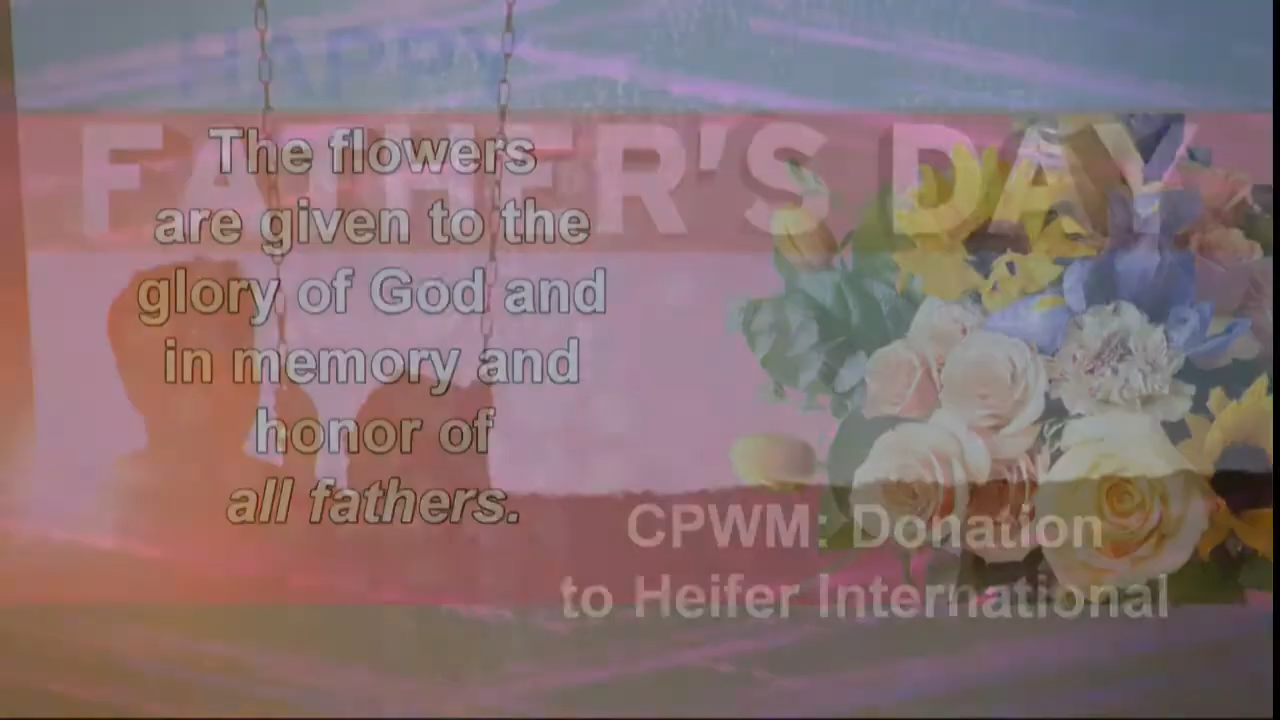 HAPPY
FATHER'S DAY
The flowers
are given to the
glory of God and
in memory and
honor of
all fathers.
CPWM: Donation
to Heifer International